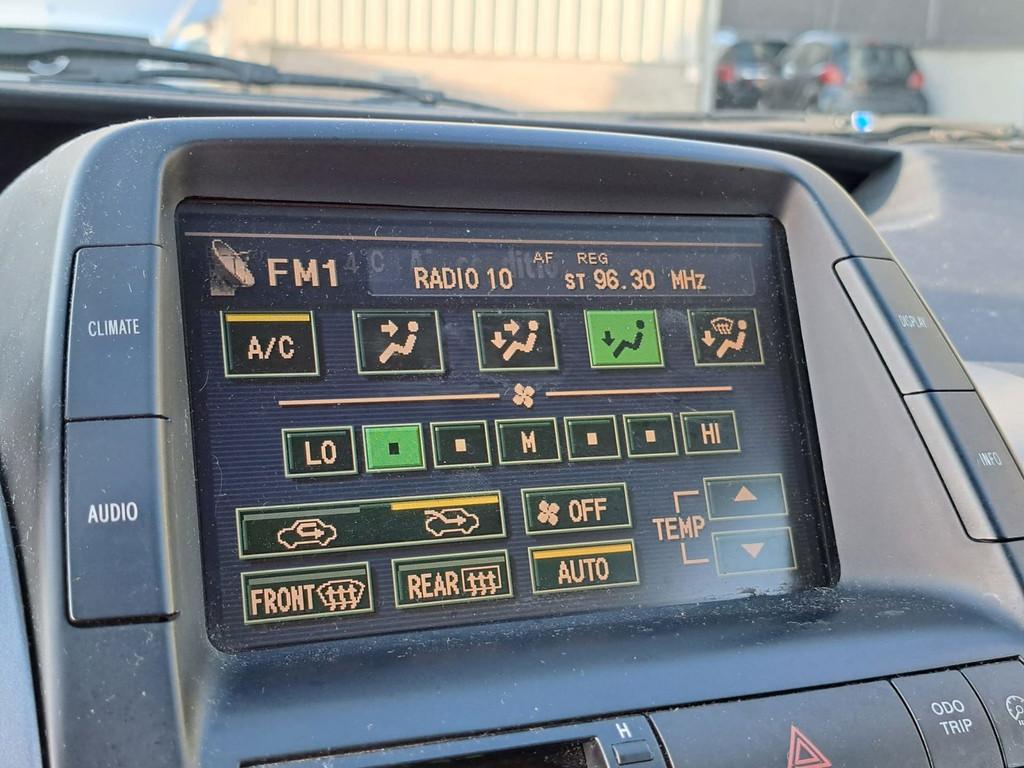 AF REG
FM1 RADIO 10 ST 96.30 MHz
CLIMATE
A/C
DISPLAY
LO M HI
INFO
AUDIO
OFF
TEMP
FRONT REAR AUTO
H
ODO
TRIP